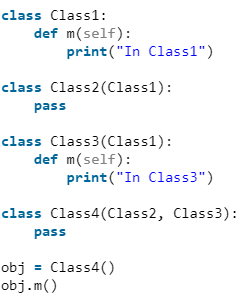 class Class1:
    def m(self):
        print("In Class1")

class Class2(Class1):
    pass

class Class3(Class1):
    def m(self):
        print("In Class3")

class Class4(Class2, Class3):
    pass

obj = Class4()
obj.m()